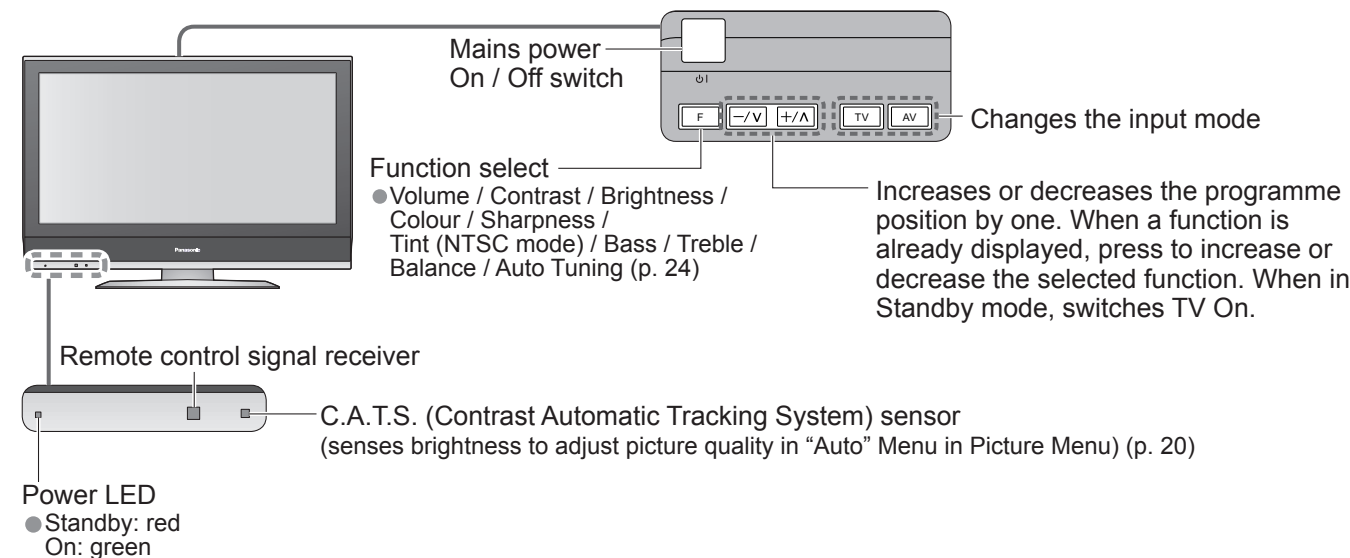 Mains power
On / Off switch
⏻ |
F
−/∨
+/∧
TV
AV
Changes the input mode
Function select
●Volume / Contrast / Brightness /
Colour / Sharpness /
Tint (NTSC mode) / Bass / Treble /
Balance / Auto Tuning (p. 24)
Increases or decreases the programme
position by one. When a function is
already displayed, press to increase or
decrease the selected function. When in
Standby mode, switches TV On.
Panasonic
Remote control signal receiver
C.A.T.S. (Contrast Automatic Tracking System) sensor
(senses brightness to adjust picture quality in “Auto” Menu in Picture Menu) (p. 20)
Power LED
●Standby: red
On: green